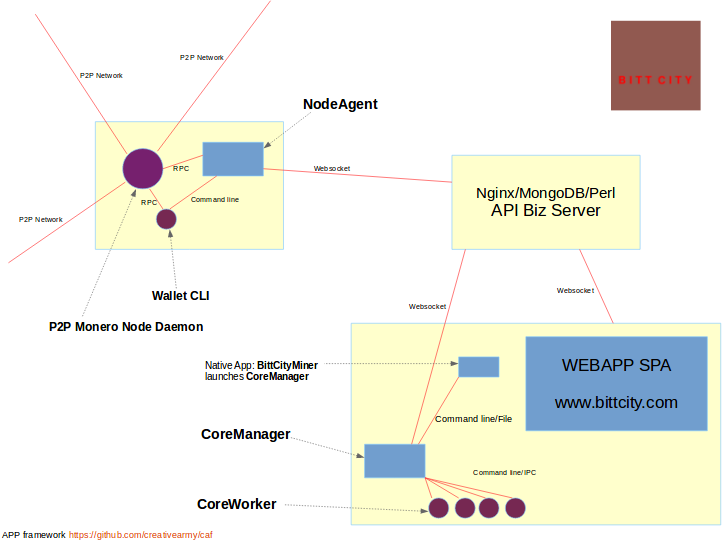 P2P Network
P2P Network
BITT CITY
NodeAgent
RPC
Websocket
Command line
RPC
P2P Network
Nginx/MongoDB/Perl
API Biz Server
Wallet CLI
Websocket
Websocket
P2P Monero Node Daemon
Native App: BittCityMiner
launches CoreManager
WEBAPP SPA
www.bittcity.com
Command line/File
CoreManager
Command line/IPC
CoreWorker
APP framework https://github.com/creativearmy/caf